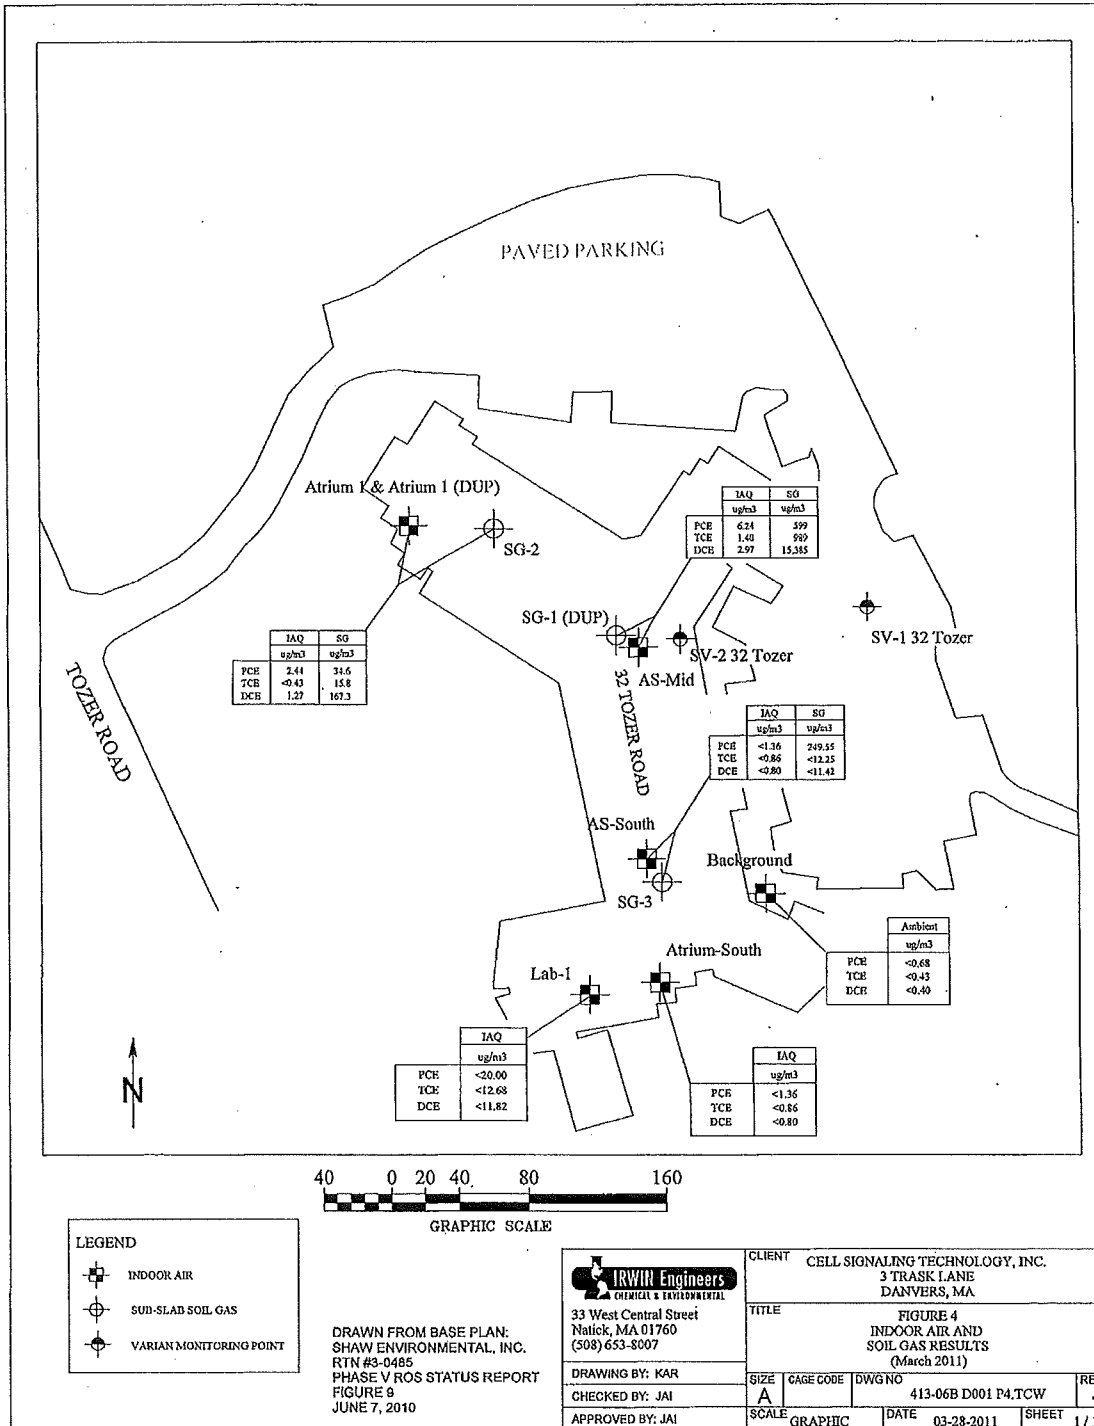 PAVED PARKING
Atrium 1 & Atrium 1 (DUP)
SG-2
IAQ SG
ug/m3 ug/m3
PCE 6.24 599
TCE 1.40 989
DCE 2.97 15,385
SG-1 (DUP)
SV-1 32 Tozer
SV-2 32 Tozer
AS-Mid
IAQ SG
ug/m3 ug/m3
PCE 2.44 34.6
TCE <0.43 15.8
DCE 1.27 167.3
TOZER ROAD
32 TOZER ROAD
IAQ SG
ug/m3 ug/m3
PCE <1.36 249.55
TCE <0.86 <12.25
DCE <0.80 <11.42
AS-South
Background
SG-3
Ambient
ug/m3
PCE <0.68
TCE <0.43
DCE <0.40
Atrium-South
Lab-1
IAQ
ug/m3
PCE <20.00
TCE <12.68
DCE <11.82
IAQ
ug/m3
PCE <1.36
TCE <0.86
DCE <0.80
N
40 0 20 40 80 160
GRAPHIC SCALE
LEGEND
INDOOR AIR
SUB-SLAB SOIL GAS
VARIAN MONITORING POINT
DRAWN FROM BASE PLAN:
SHAW ENVIRONMENTAL, INC.
RTN #3-0485
PHASE V ROS STATUS REPORT
FIGURE 9
JUNE 7, 2010
IRWIN Engineers
CHEMICAL & ENVIRONMENTAL
33 West Central Street
Natick, MA 01760
(508) 653-8007
DRAWING BY: KAR
CHECKED BY: JAI
APPROVED BY: JAI
CLIENT CELL SIGNALING TECHNOLOGY, INC.
3 TRASK LANE
DANVERS, MA
TITLE FIGURE 4
INDOOR AIR AND
SOIL GAS RESULTS
(March 2011)
SIZE CAGE CODE DWG NO
A 413-06B D001 P4.TCW
SCALE GRAPHIC DATE 03-28-2011 SHEET 1 /